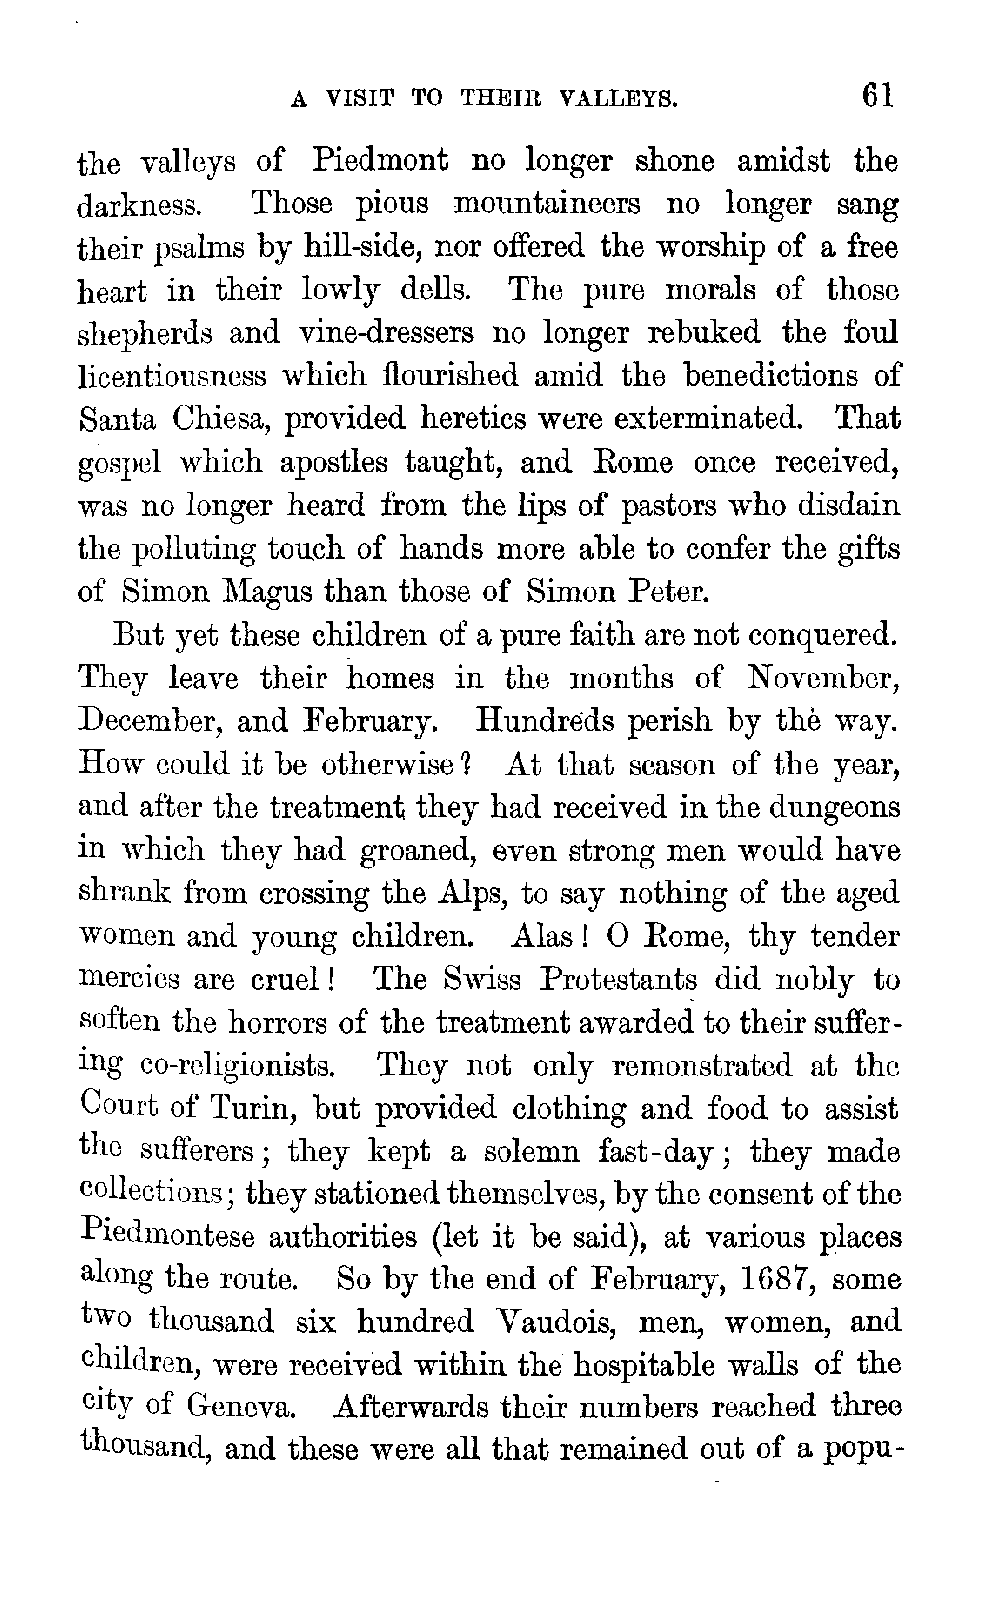 A VISIT TO THEIR VALLEYS. 61
the valleys of Piedmont no longer shone amidst the
darkness. Those pious mountaineers no longer sang
their psalms by hill-side, nor offered the worship of a free
heart in their lowly dells. The pure morals of those
shepherds and vine-dressers no longer rebuked the foul
licentiousness which flourished amid the benedictions of
Santa Chiesa, provided heretics were exterminated. That
gospel which apostles taught, and Rome once received,
was no longer heard from the lips of pastors who disdain
the polluting touch of hands more able to confer the gifts
of Simon Magus than those of Simon Peter.
But yet these children of a pure faith are not conquered.
They leave their homes in the months of November,
December, and February. Hundreds perish by the way.
How could it be otherwise? At that season of the year,
and after the treatment they had received in the dungeons
in which they had groaned, even strong men would have
shrank from crossing the Alps, to say nothing of the aged
women and young children. Alas! O Rome, thy tender
mercies are cruel! The Swiss Protestants did nobly to
soften the horrors of the treatment awarded to their suffer-
ing co-religionists. They not only remonstrated at the
Court of Turin, but provided clothing and food to assist
the sufferers; they kept a solemn fast-day; they made
collections; they stationed themselves, by the consent of the
Piedmontese authorities (let it be said), at various places
along the route. So by the end of February, 1687, some
two thousand six hundred Vaudois, men, women, and
children, were received within the hospitable walls of the
city of Geneva. Afterwards their numbers reached three
thousand, and these were all that remained out of a popu-